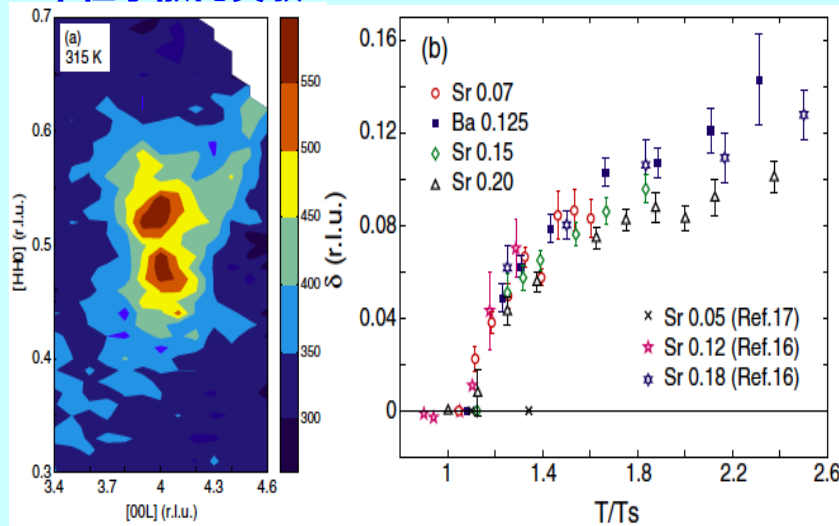 (a)
315 K
0.7
0.6
0.5
0.4
0.3
[HH0] (r.l.u.)
3.4
3.7
4
4.3
4.6
[00L] (r.l.u.)
550
500
450
400
350
300
(b)
Sr 0.07
Ba 0.125
Sr 0.15
Sr 0.20
Sr 0.05 (Ref.17)
Sr 0.12 (Ref.16)
Sr 0.18 (Ref.16)
0.16
0.12
0.08
0.04
0
δ (r.l.u.)
1
1.4
1.8
2.2
2.6
T/Ts